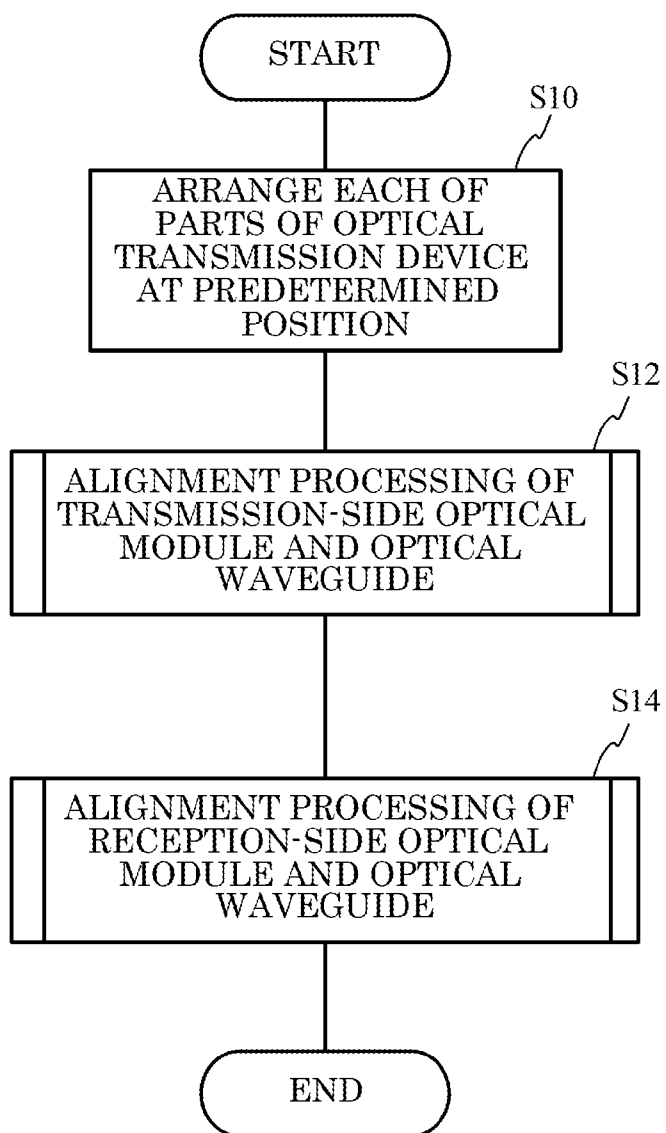 START
S10
ARRANGE EACH OF
PARTS OF OPTICAL
TRANSMISSION DEVICE
AT PREDETERMINED
POSITION
S12
ALIGNMENT PROCESSING OF
TRANSMISSION-SIDE OPTICAL
MODULE AND OPTICAL
WAVEGUIDE
S14
ALIGNMENT PROCESSING OF
RECEPTION-SIDE OPTICAL
MODULE AND OPTICAL
WAVEGUIDE
END